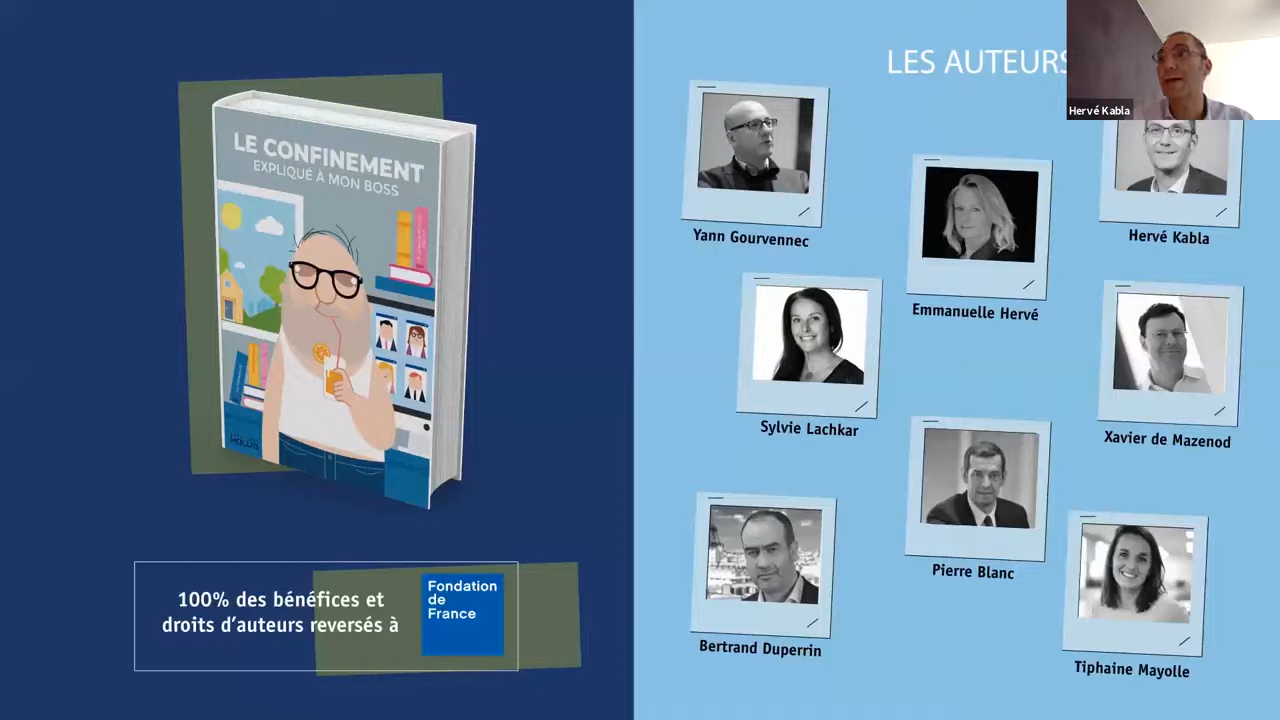 LE CONFINEMENT
EXPLIQUÉ À MON BOSS
100% des bénéfices et
droits d'auteurs reversés à
Fondation
de
France
LES AUTEURS
Hervé Kabla
Yann Gourvennec
Emmanuelle Hervé
Hervé Kabla
Sylvie Lachkar
Xavier de Mazenod
Pierre Blanc
Bertrand Duperrin
Tiphaine Mayolle